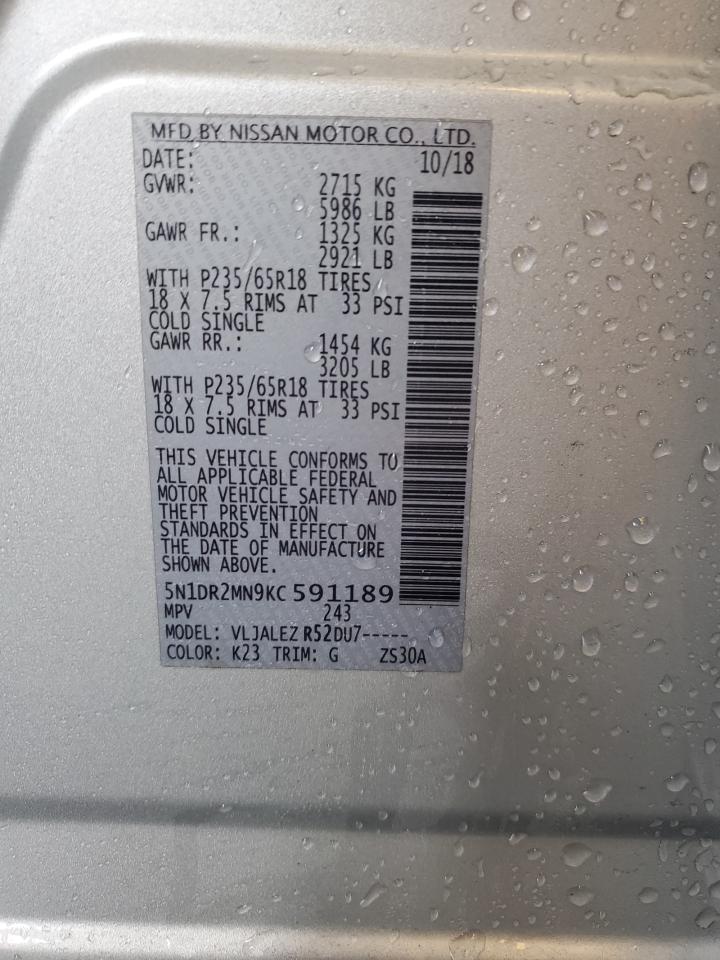 MFD BY NISSAN MOTOR CO., LTD.
DATE: 10/18
GVWR: 2715 KG
5986 LB
GAWR FR.: 1325 KG
2921 LB
WITH P235/65R18 TIRES
18 X 7.5 RIMS AT 33 PSI
COLD SINGLE
GAWR RR.: 1454 KG
3205 LB
WITH P235/65R18 TIRES
18 X 7.5 RIMS AT 33 PSI
COLD SINGLE
THIS VEHICLE CONFORMS TO
ALL APPLICABLE FEDERAL
MOTOR VEHICLE SAFETY AND
THEFT PREVENTION
STANDARDS IN EFFECT ON
THE DATE OF MANUFACTURE
SHOWN ABOVE.
5N1DR2MN9KC 591189
MPV 243
MODEL: VLJALEZ R52DU7-----
COLOR: K23 TRIM: G ZS30A